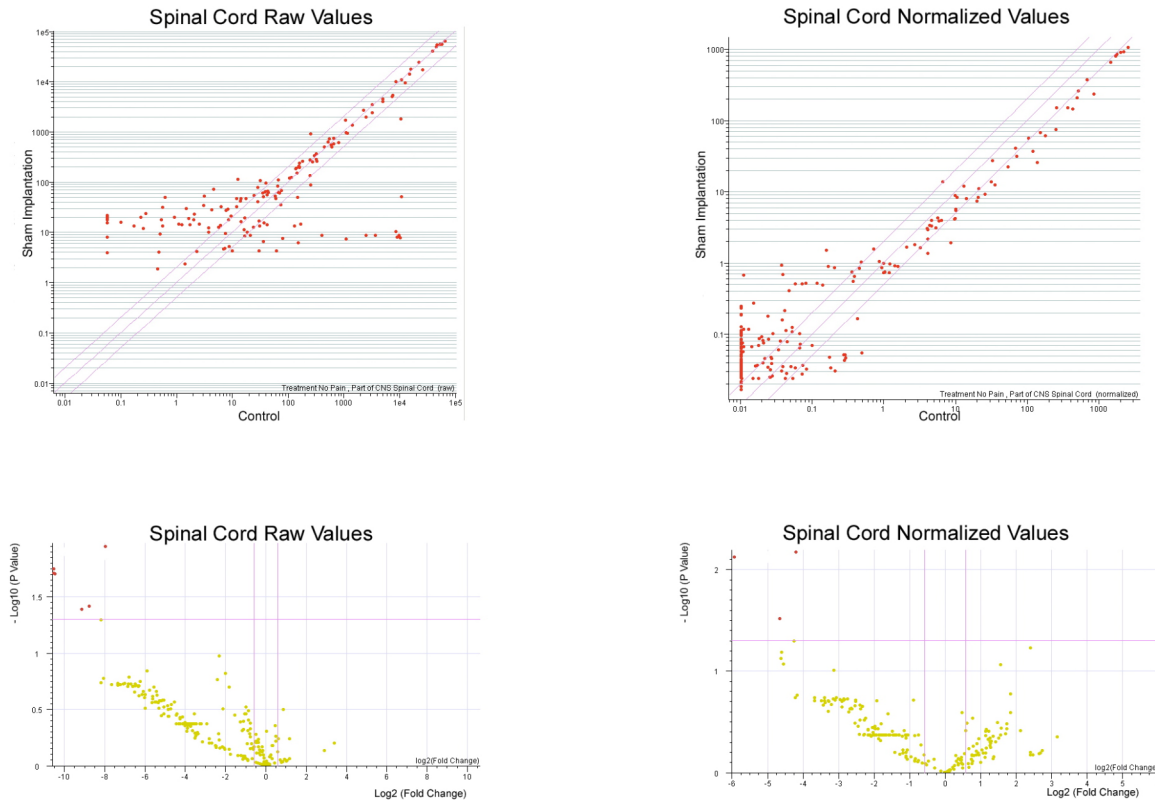 Spinal Cord Raw Values
Spinal Cord Normalized Values
1e5
1e4
1000
100
10
1
0.1
0.01
Sham Implantation
Treatment No Pain , Part of CNS Spinal Cord (raw)
0.01 0.1 1 10 100 1000 1e4 1e5
Control
1000
100
10
1
0.1
Sham Implantation
Treatment No Pain , Part of CNS Spinal Cord (normalized)
0.01 0.1 1 10 100 1000
Control
Spinal Cord Raw Values
Spinal Cord Normalized Values
- Log10 (P Value)
1.5
1
0.5
0
log2(Fold Change)
-10 -8 -6 -4 -2 0 2 4 6 8 10
Log2 (Fold Change)
- Log10 (P Value)
2
1
0
log2(Fold Change)
-6 -5 -4 -3 -2 -1 0 1 2 3 4 5
Log2 (Fold Change)